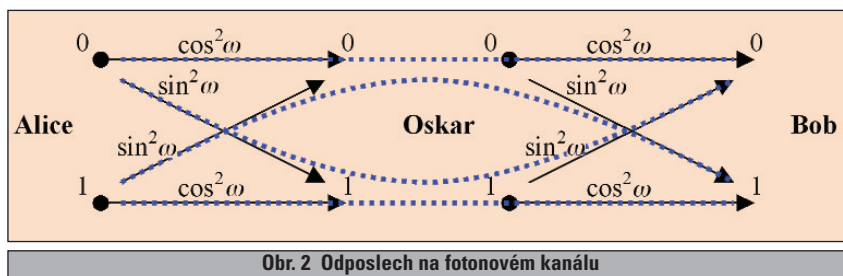 0 cos²ω 0 0 cos²ω 0
sin²ω sin²ω
Alice Oskar Bob
sin²ω sin²ω
1 cos²ω 1 1 cos²ω 1
Obr. 2 Odposlech na fotonovém kanálu